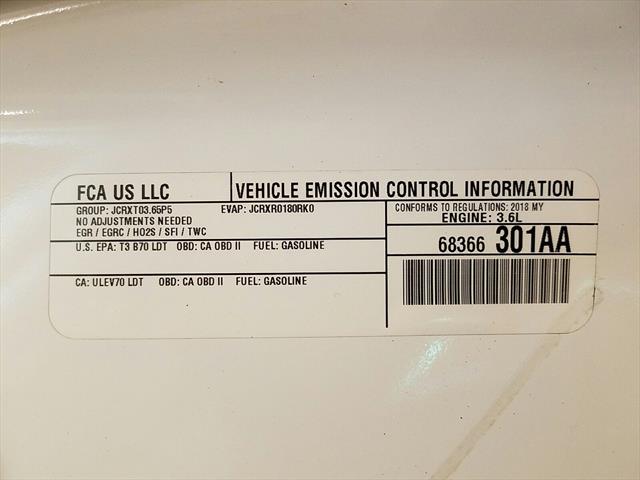 FCA US LLC
VEHICLE EMISSION CONTROL INFORMATION
GROUP: JCRXT03.65P5 EVAP: JCRXR0180RK0
NO ADJUSTMENTS NEEDED
EGR / EGRC / HO2S / SFI / TWC
CONFORMS TO REGULATIONS: 2018 MY
ENGINE: 3.6L
U.S. EPA: T3 B70 LDT OBD: CA OBD II FUEL: GASOLINE
68366 301AA
CA: ULEV70 LDT OBD: CA OBD II FUEL: GASOLINE